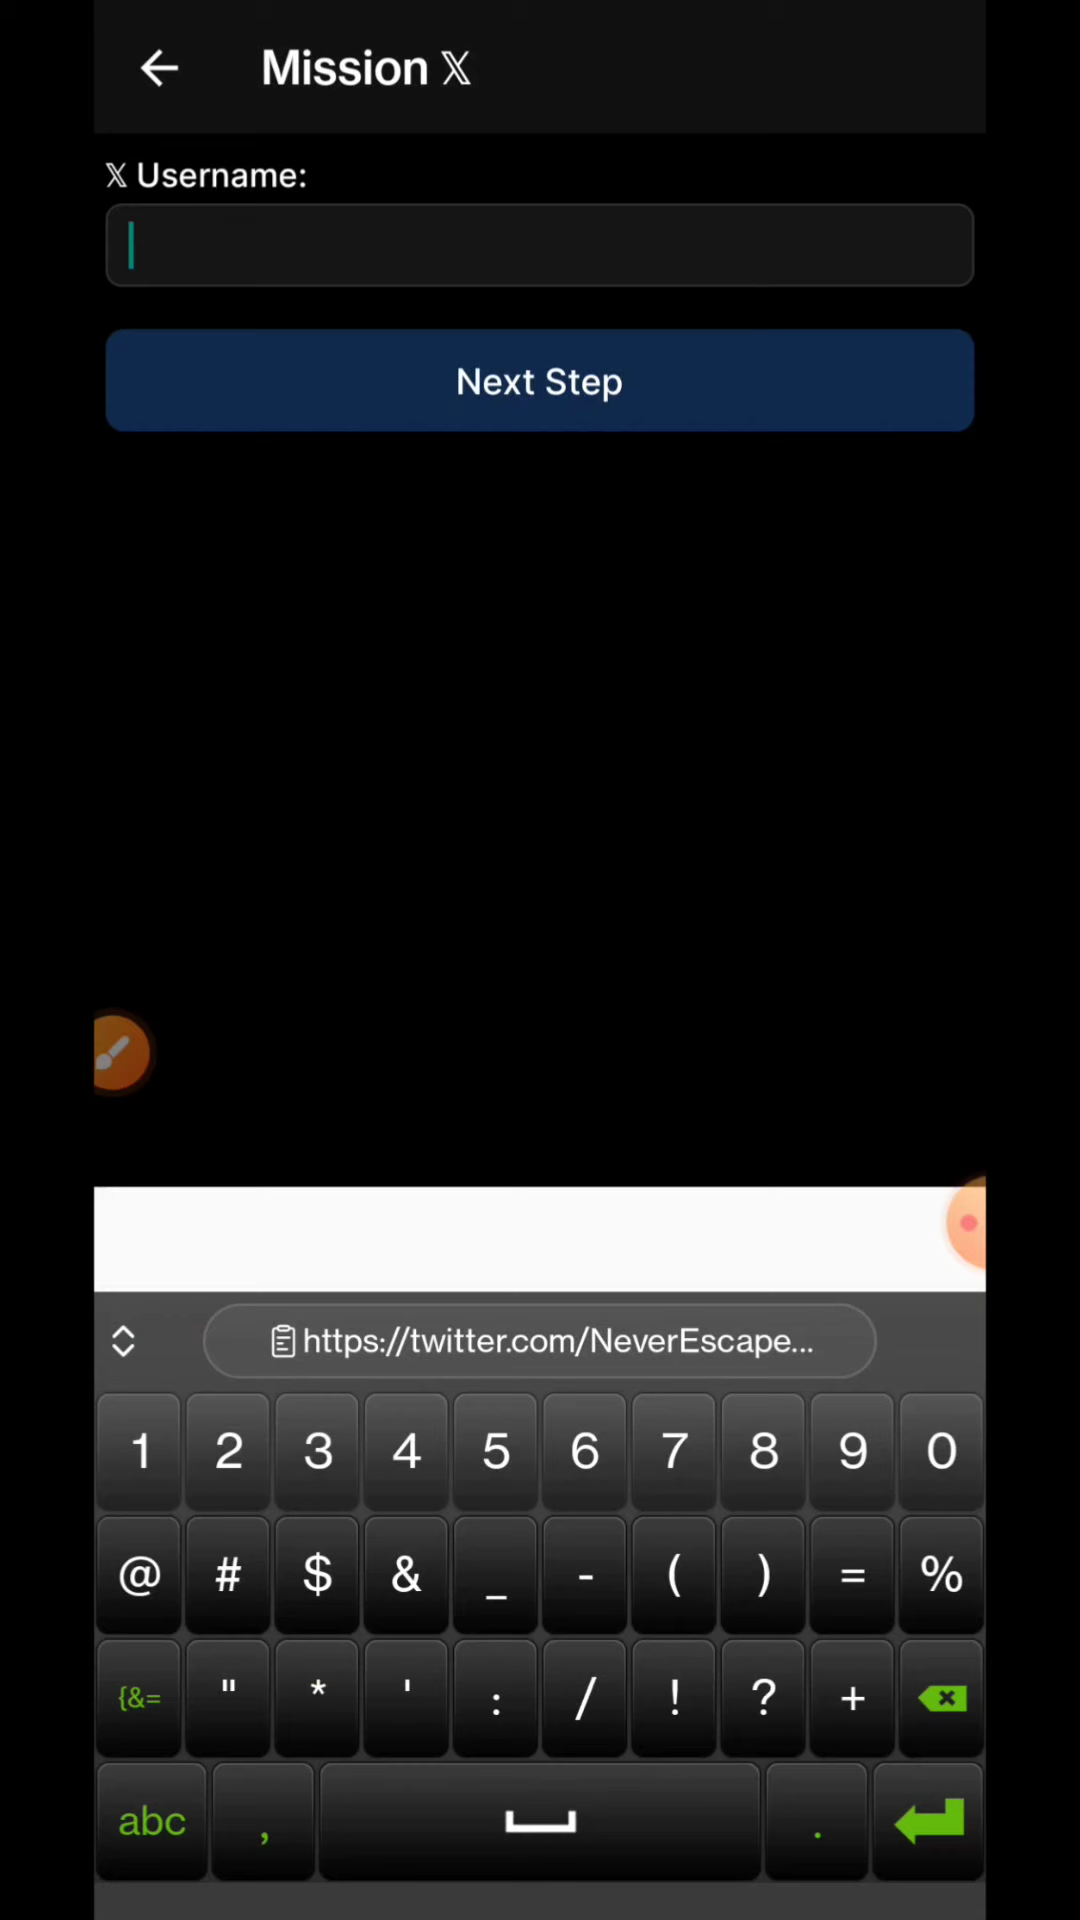 Mission 𝕏
𝕏 Username:
Next Step
https://twitter.com/NeverEscape...
1 2 3 4 5 6 7 8 9 0
@ # $ & _ - ( ) = %
{&= " * ' : / ! ? +
abc , .